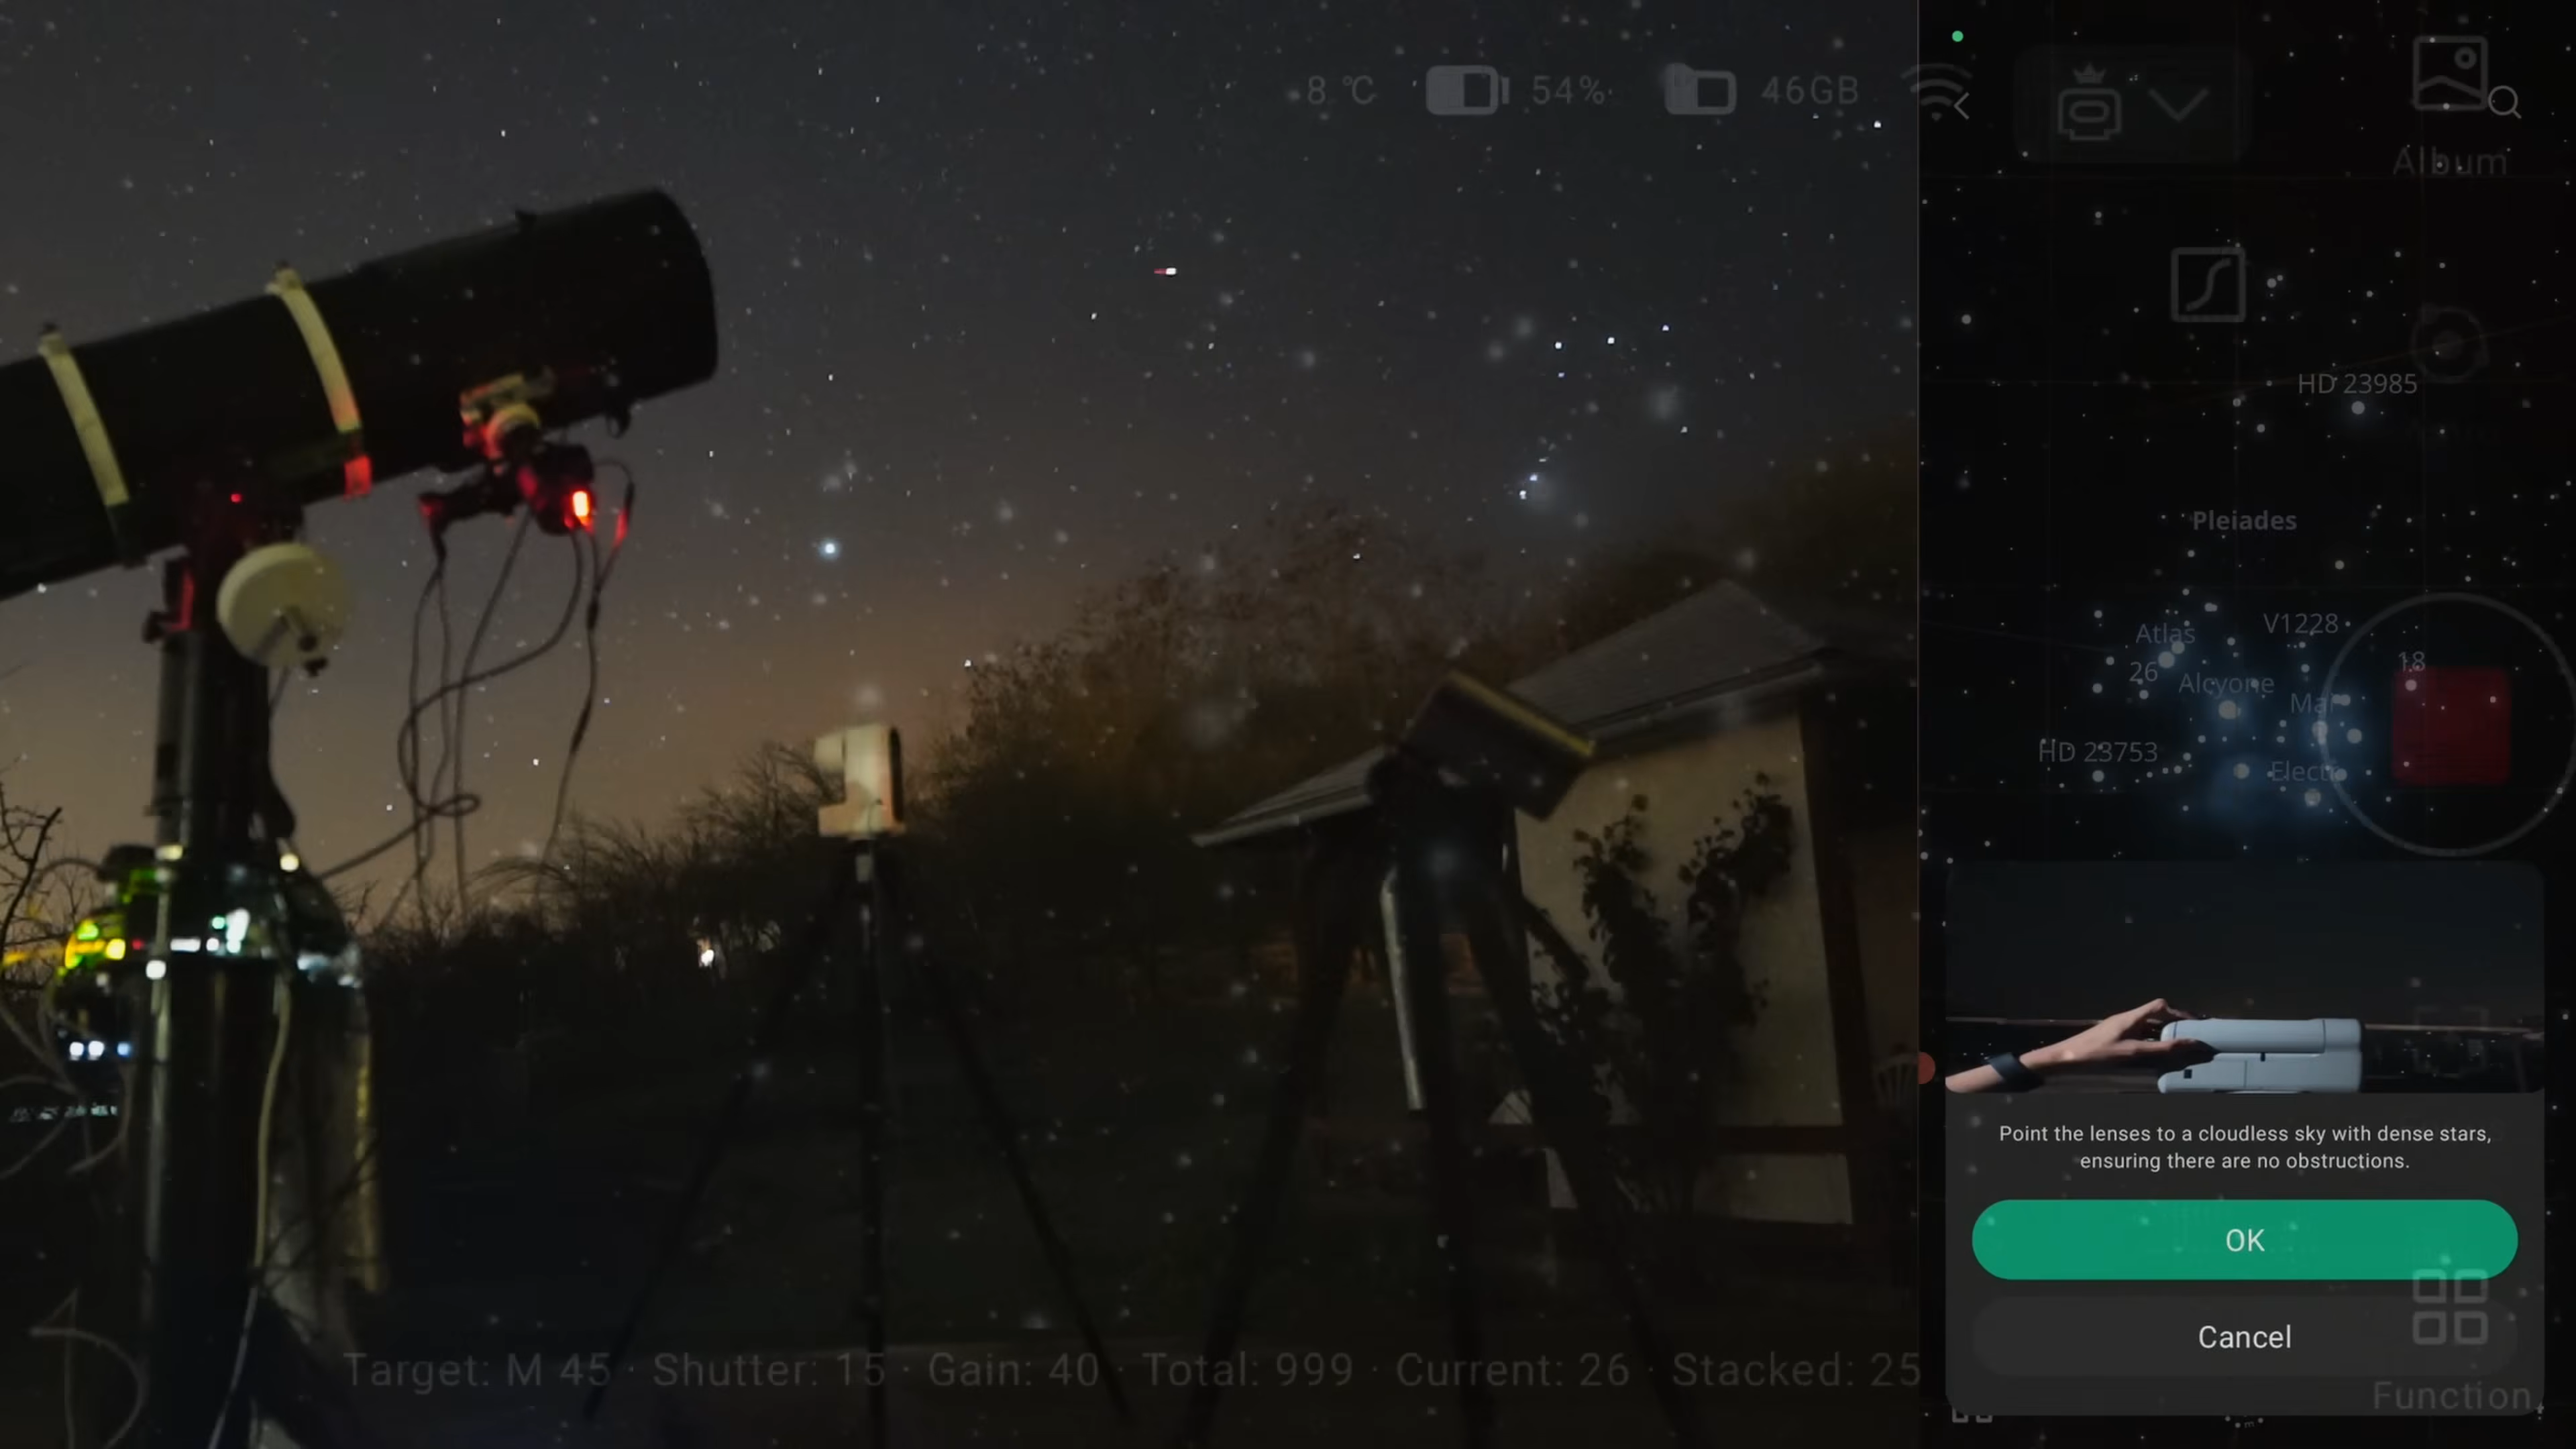 8 °C 54% 46GB
Album
HD 23985
Pleiades
V1228
Atlas
18
26
Alcyone
HD 23753
Point the lenses to a cloudless sky with dense stars,
ensuring there are no obstructions.
OK
Cancel
Target: M 45 · Shutter: 15 · Gain: 40 · Total: 999 · Current: 26 · Stacked: 25
Function